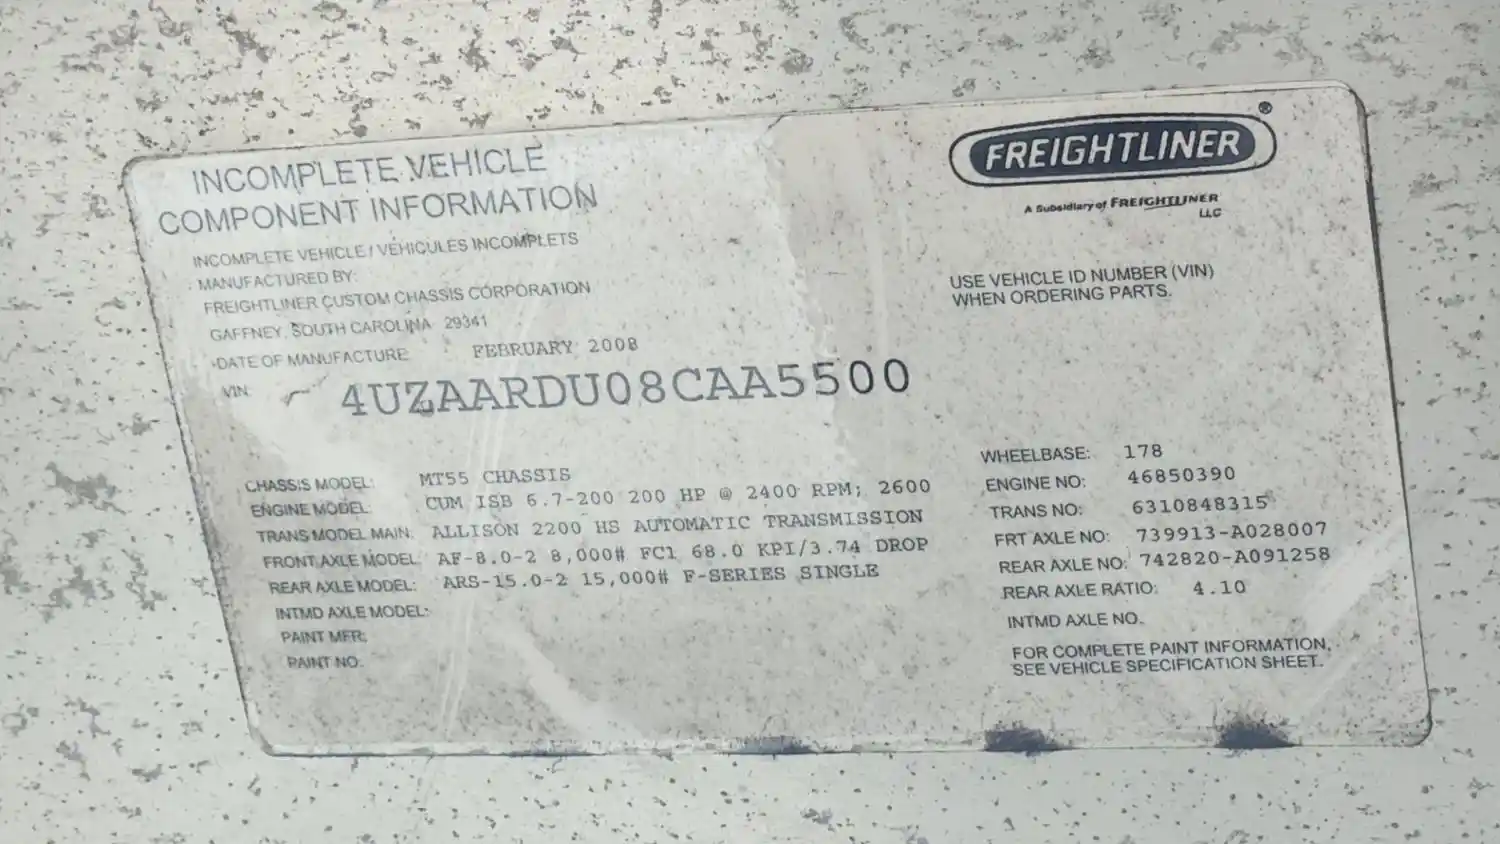 INCOMPLETE VEHICLE
COMPONENT INFORMATION
INCOMPLETE VEHICLE / VÉHICULES INCOMPLETS
MANUFACTURED BY:
FREIGHTLINER CUSTOM CHASSIS CORPORATION
GAFFNEY, SOUTH CAROLINA 29341
DATE OF MANUFACTURE FEBRUARY 2008
VIN: 4UZAARDU08CAA5500
CHASSIS MODEL: MT55 CHASSIS
ENGINE MODEL: CUM ISB 6.7-200 200 HP @ 2400 RPM; 2600
TRANS MODEL MAIN: ALLISON 2200 HS AUTOMATIC TRANSMISSION
FRONT AXLE MODEL: AF-8.0-2 8,000# FC1 68.0 KPI/3.74 DROP
REAR AXLE MODEL: ARS-15.0-2 15,000# F-SERIES SINGLE
INTMD AXLE MODEL:
PAINT MFR:
PAINT NO:
FREIGHTLINER®
A Subsidiary of FREIGHTLINER
LLC
USE VEHICLE ID NUMBER (VIN)
WHEN ORDERING PARTS.
WHEELBASE: 178
ENGINE NO: 46850390
TRANS NO: 6310848315
FRT AXLE NO: 739913-A028007
REAR AXLE NO: 742820-A091258
REAR AXLE RATIO: 4.10
INTMD AXLE NO.
FOR COMPLETE PAINT INFORMATION,
SEE VEHICLE SPECIFICATION SHEET.